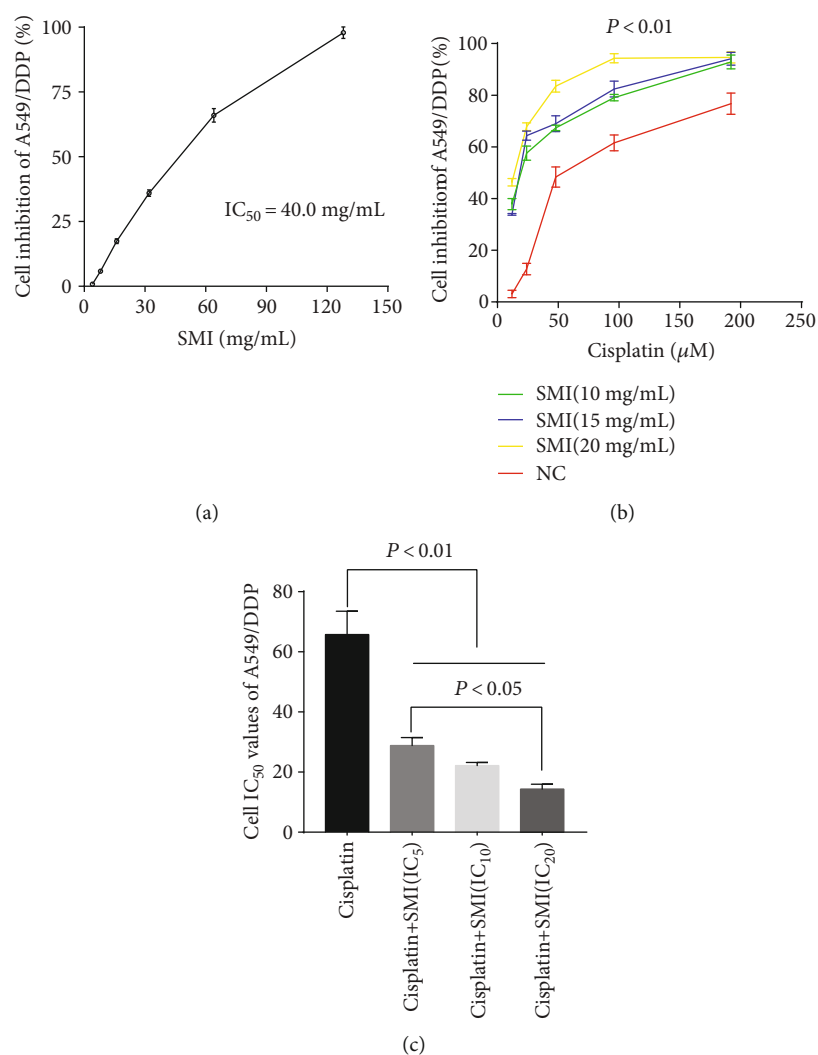 Cell inhibition of A549/DDP (%)
100
75
50
25
0
0 30 60 90 120 150
IC50 = 40.0 mg/mL
SMI (mg/mL)
(a)
P < 0.01
Cell inhibition of A549/DDP (%)
100
80
60
40
20
0
0 50 100 150 200 250
Cisplatin (μM)
SMI(10 mg/mL)
SMI(15 mg/mL)
SMI(20 mg/mL)
NC
(b)
P < 0.01
P < 0.05
Cell IC50 values of A549/DDP
80
60
40
20
0
Cisplatin
Cisplatin+SMI(IC5)
Cisplatin+SMI(IC10)
Cisplatin+SMI(IC20)
(c)